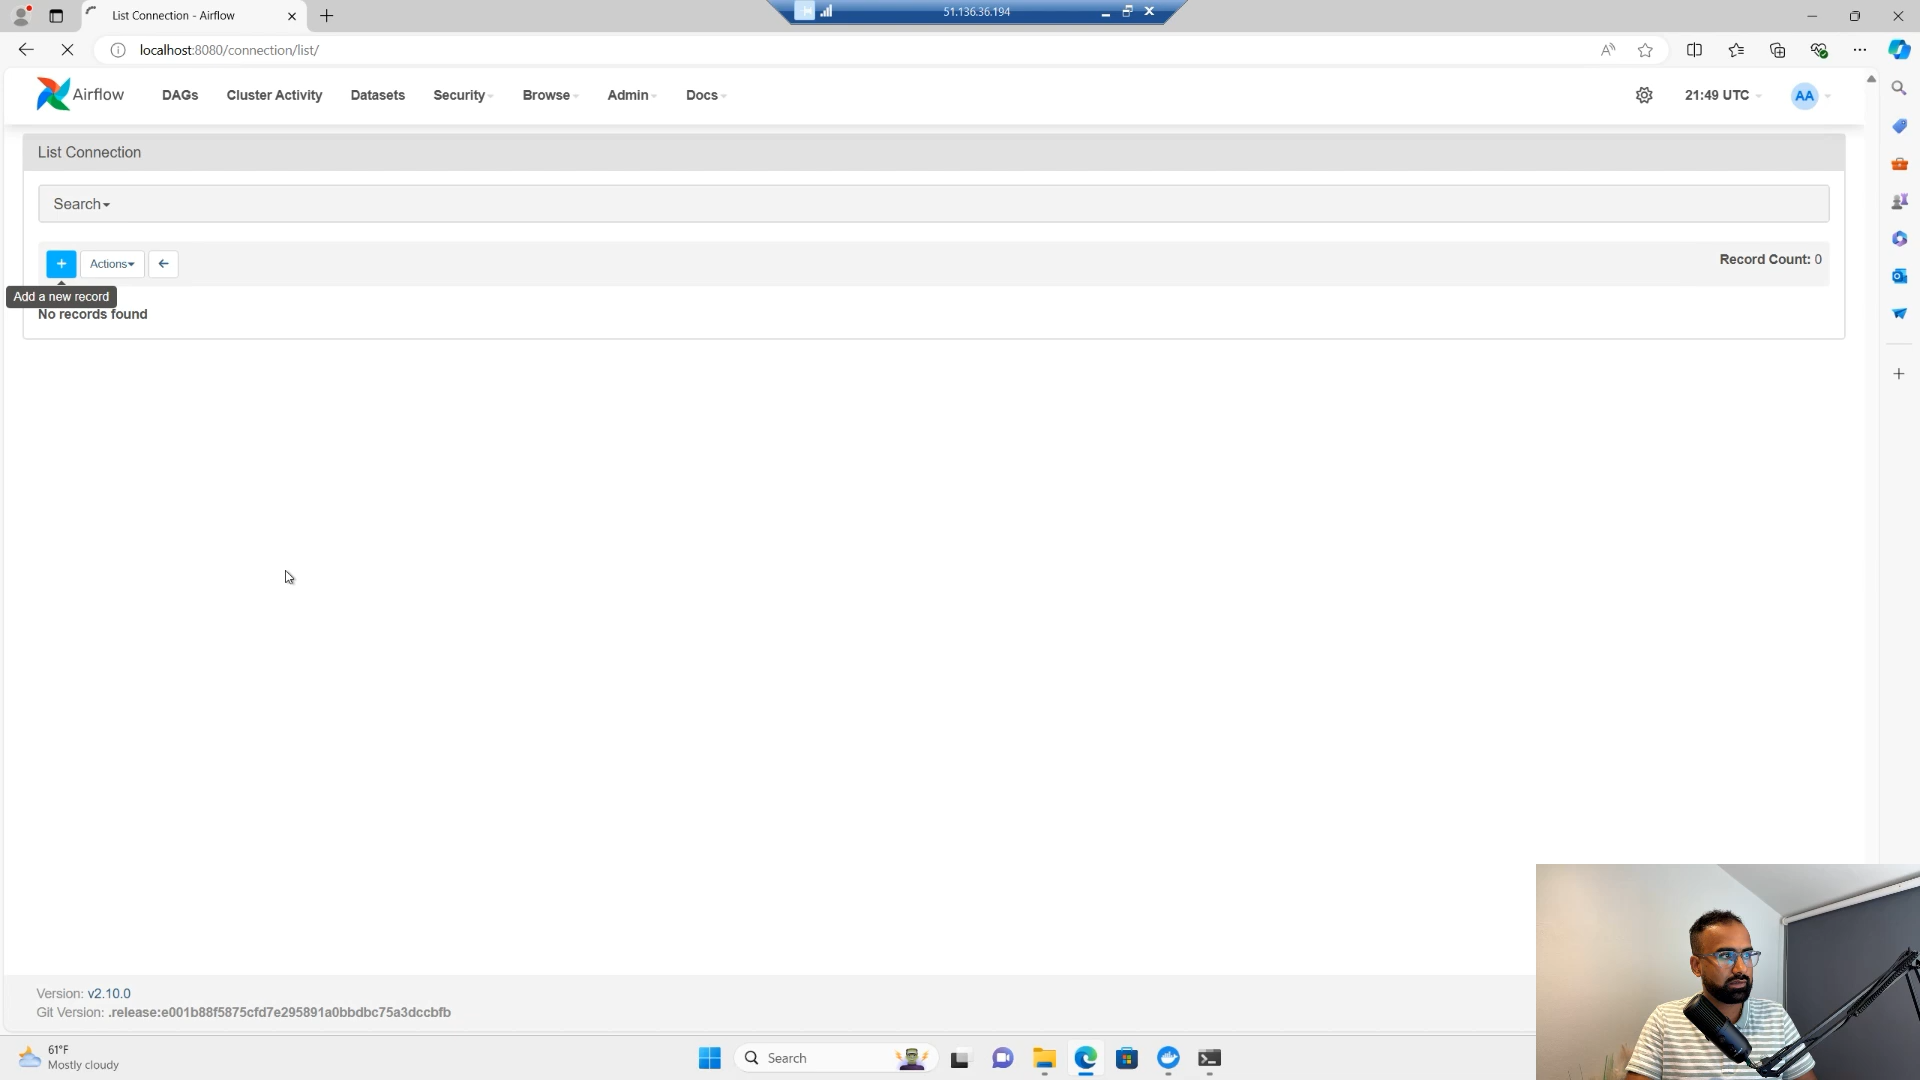 List Connection - Airflow
51.136.36.194
localhost:8080/connection/list/
Airflow
DAGs
Cluster Activity
Datasets
Security
Browse
Admin
Docs
21:49 UTC
AA
List Connection
Search
Actions
Record Count: 0
Add a new record
No records found
Version: v2.10.0
Git Version: .release:e001b88f5875cfd7e295891a0bbdbc75a3dccbfb
61°F
Mostly cloudy
Search